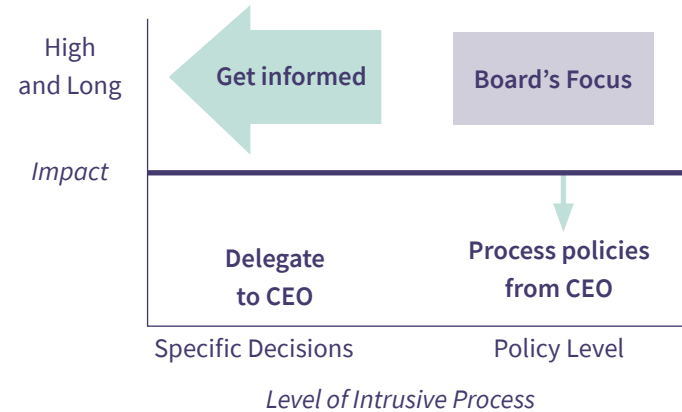 High
and Long
Get informed
Board’s Focus
Impact
Delegate
to CEO
Process policies
from CEO
Specific Decisions
Policy Level
Level of Intrusive Process